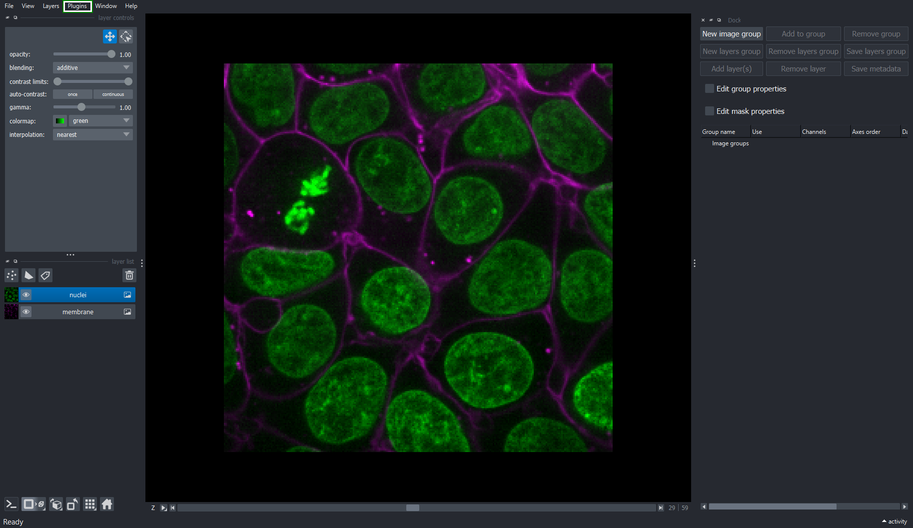 File View Layers Plugins Window Help
layer controls
Dock
New image group Add to group Remove group
New layers group Remove layers group Save layers group
Add layer(s) Remove layer Save metadata
Edit group properties
Edit mask properties
Group name Use Channels Axes order Da
Image groups
opacity: 1.00
blending: additive
contrast limits:
auto-contrast: once continuous
gamma: 1.00
colormap: green
interpolation: nearest
layer list
nuclei
membrane
Z 29 59
Ready
activity